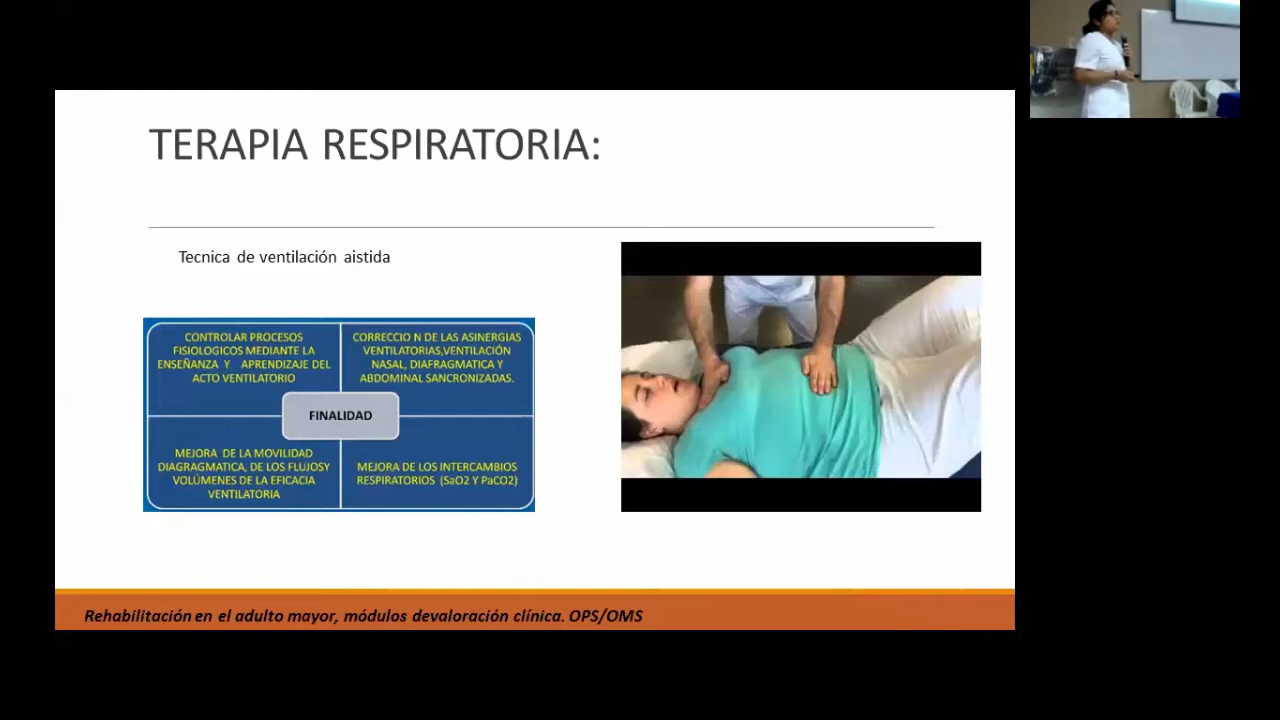 TERAPIA RESPIRATORIA:
Tecnica de ventilación aistida
CONTROLAR PROCESOS
FISIOLOGICOS MEDIANTE LA
ENSEÑANZA Y APRENDIZAJE DEL
ACTO VENTILATORIO
CORRECCIO N DE LAS ASINERGIAS
VENTILATORIAS,VENTILACIÓN
NASAL, DIAFRAGMATICA Y
ABDOMINAL SANCRONIZADAS.
FINALIDAD
MEJORA DE LA MOVILIDAD
DIAGRAGMATICA, DE LOS FLUJOSY
VOLÚMENES DE LA EFICACIA
VENTILATORIA
MEJORA DE LOS INTERCAMBIOS
RESPIRATORIOS (SaO2 Y PaCO2)
Rehabilitación en el adulto mayor, módulos devaloración clínica. OPS/OMS